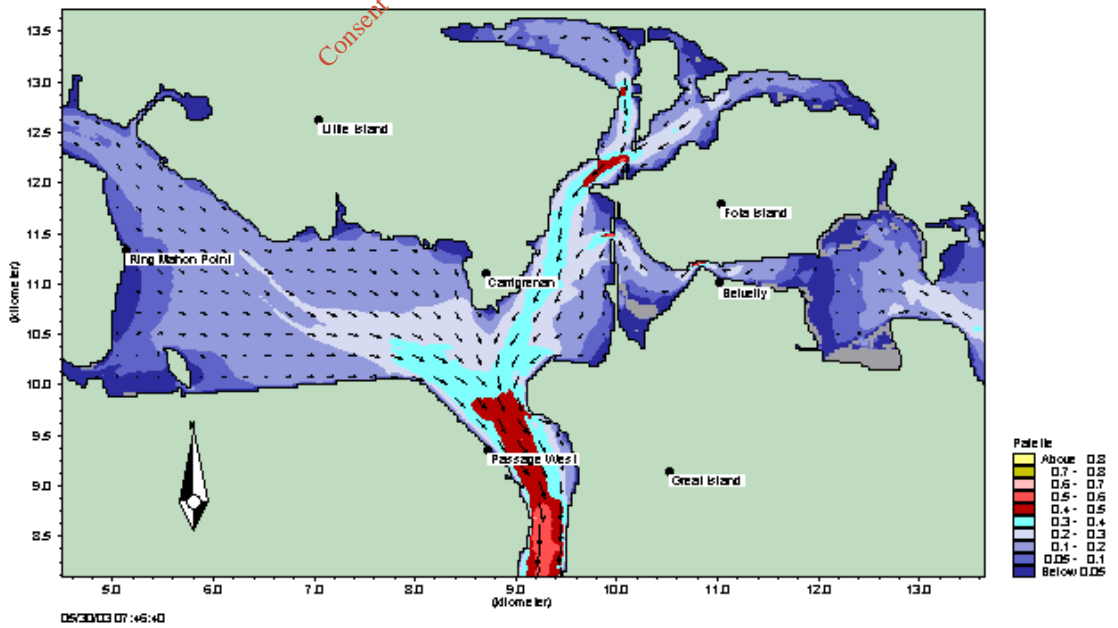 Consent
13.5
13.0
12.5
12.0
11.5
11.0
10.5
10.0
9.5
9.0
8.5
(kilometer)
Little Island
Fota Island
Ring Mahon Point
Carrigrenan
Belvelly
Passage West
Great Island
N
5.0 6.0 7.0 8.0 9.0 10.0 11.0 12.0 13.0
(kilometer)
05/30/03 07:46:40
Palette
Above 0.8
0.7 - 0.8
0.6 - 0.7
0.5 - 0.6
0.4 - 0.5
0.3 - 0.4
0.2 - 0.3
0.1 - 0.2
0.05 - 0.1
Below 0.05